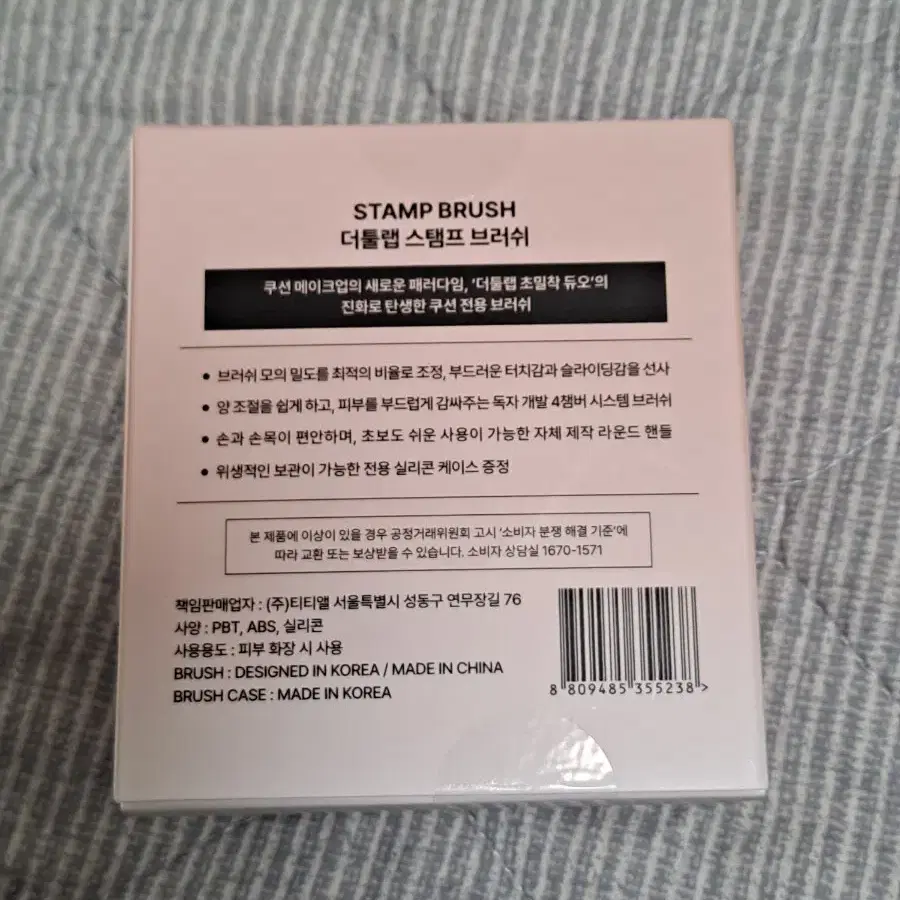 STAMP BRUSH
더툴랩 스탬프 브러쉬
쿠션 메이크업의 새로운 패러다임, '더툴랩 초밀착 듀오'의
진화로 탄생한 쿠션 전용 브러쉬
• 브러쉬 모의 밀도를 최적의 비율로 조정, 부드러운 터치감과 슬라이딩감을 선사
• 양 조절을 쉽게 하고, 피부를 부드럽게 감싸주는 독자 개발 4챔버 시스템 브러쉬
• 손과 손목이 편안하며, 초보도 쉬운 사용이 가능한 자체 제작 라운드 핸들
• 위생적인 보관이 가능한 전용 실리콘 케이스 증정
본 제품에 이상이 있을 경우 공정거래위원회 고시 '소비자 분쟁 해결 기준'에
따라 교환 또는 보상받을 수 있습니다. 소비자 상담실 1670-1571
책임판매업자 : (주)티티앨 서울특별시 성동구 연무장길 76
사양 : PBT, ABS, 실리콘
사용용도 : 피부 화장 시 사용
BRUSH : DESIGNED IN KOREA / MADE IN CHINA
BRUSH CASE : MADE IN KOREA
8 809485 355238 >